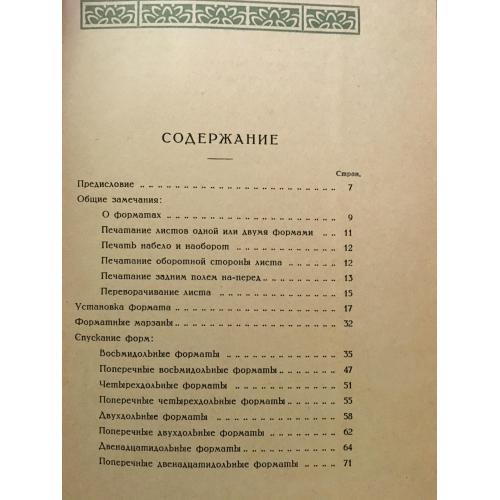 СОДЕРЖАНИЕ
Стран.
Предисловие .. .. .. .. .. .. .. .. .. .. .. .. .. 7
Общие замечания:
О форматах .. .. .. .. .. .. .. .. .. .. .. 9
Печатание листов одной или двумя формами .. .. 11
Печать набело и наоборот .. .. .. .. .. .. 12
Печатание оборотной стороны листа .. .. .. .. 12
Печатание задним полем на-перед .. .. .. .. .. 13
Переворачивание листа .. .. .. .. .. .. .. 15
Установка формата .. .. .. .. .. .. .. .. .. .. 17
Форматные марзаны .. .. .. .. .. .. .. .. .. .. 32
Спускание форм:
Восьмидольные форматы .. .. .. .. .. .. 35
Поперечные восьмидольные форматы .. .. .. .. 47
Четырехдольные форматы .. .. .. .. .. .. 51
Поперечные четырехдольные форматы .. .. .. .. 55
Двухдольные форматы .. .. .. .. .. .. .. 58
Поперечные двухдольные форматы .. .. .. .. 62
Двенадцатидольные форматы .. .. .. .. .. 64
Поперечные двенадцатидольные форматы .. .. .. 71